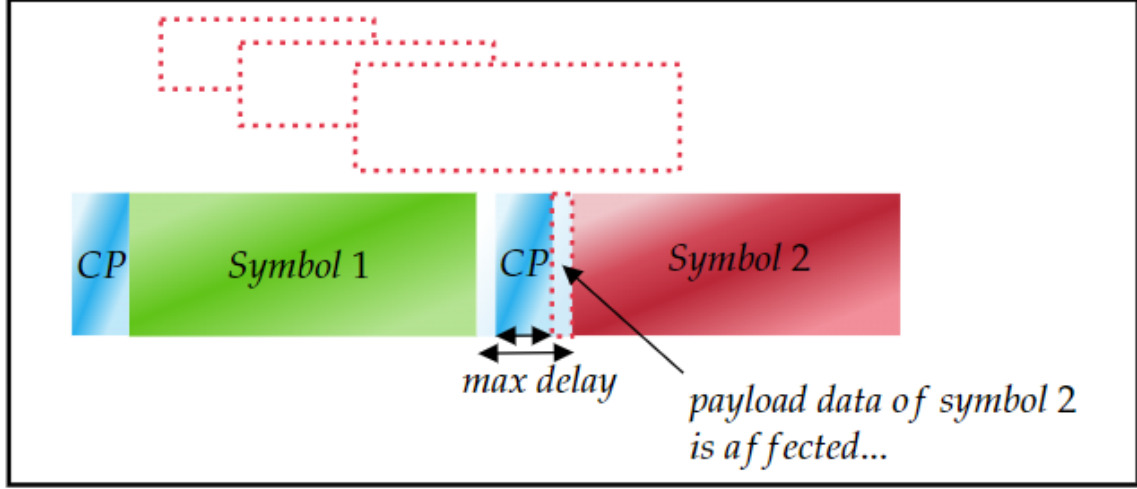 CP
Symbol 1
CP
Symbol 2
max delay
payload data of symbol 2
is affected...